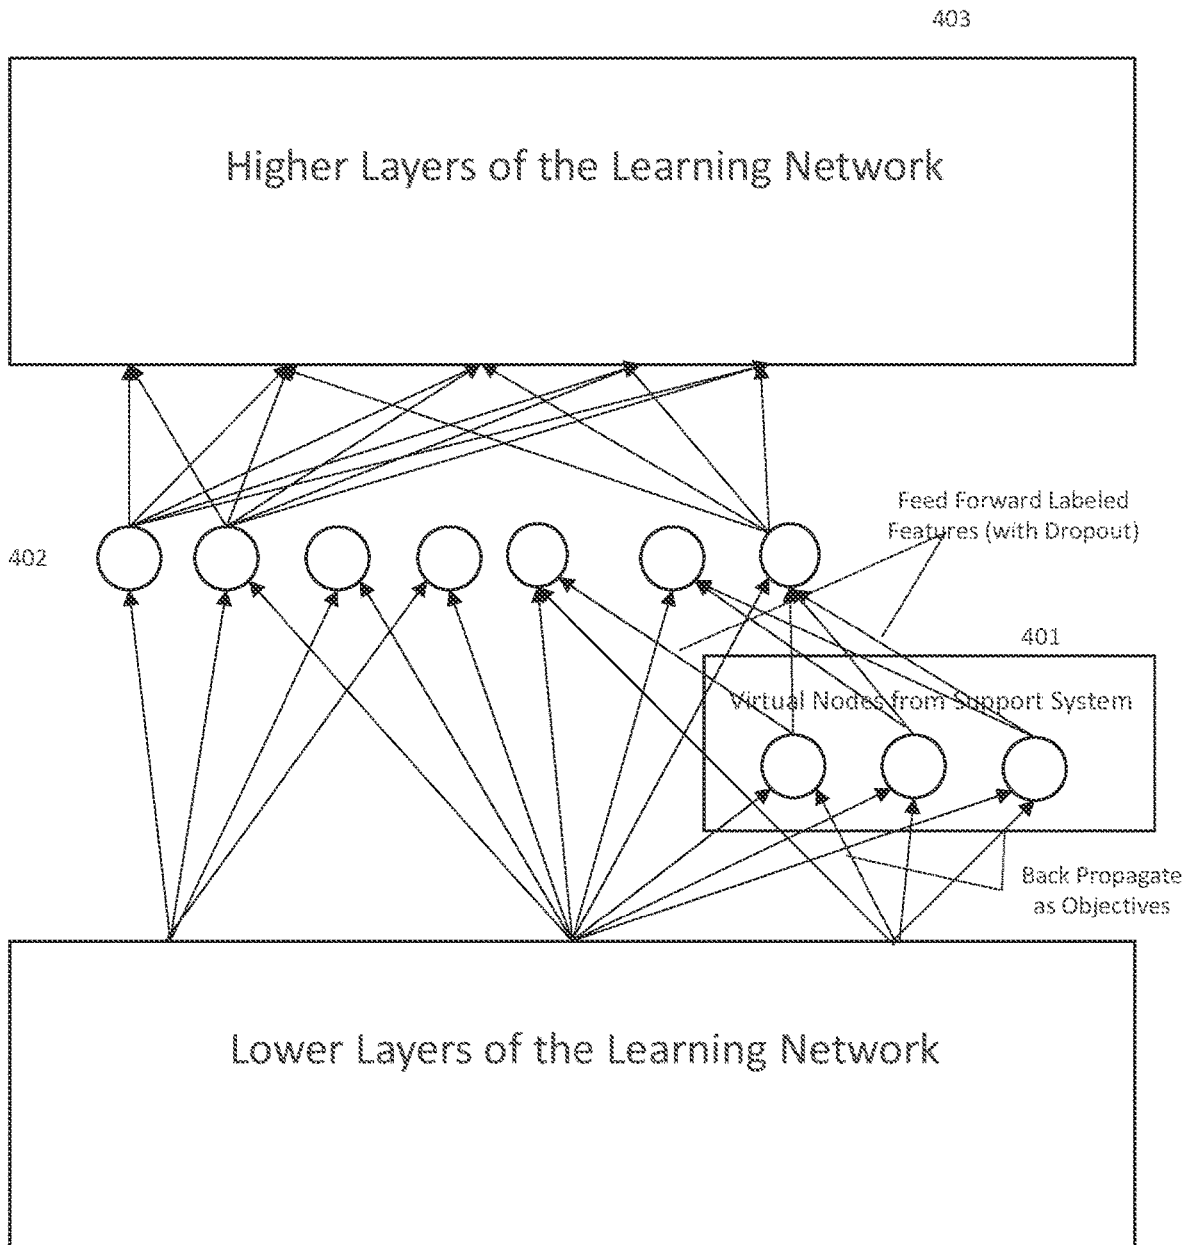 403
Higher Layers of the Learning Network
Feed Forward Labeled
Features (with Dropout)
402
401
Virtual Nodes from Support System
Back Propagate
as Objectives
Lower Layers of the Learning Network